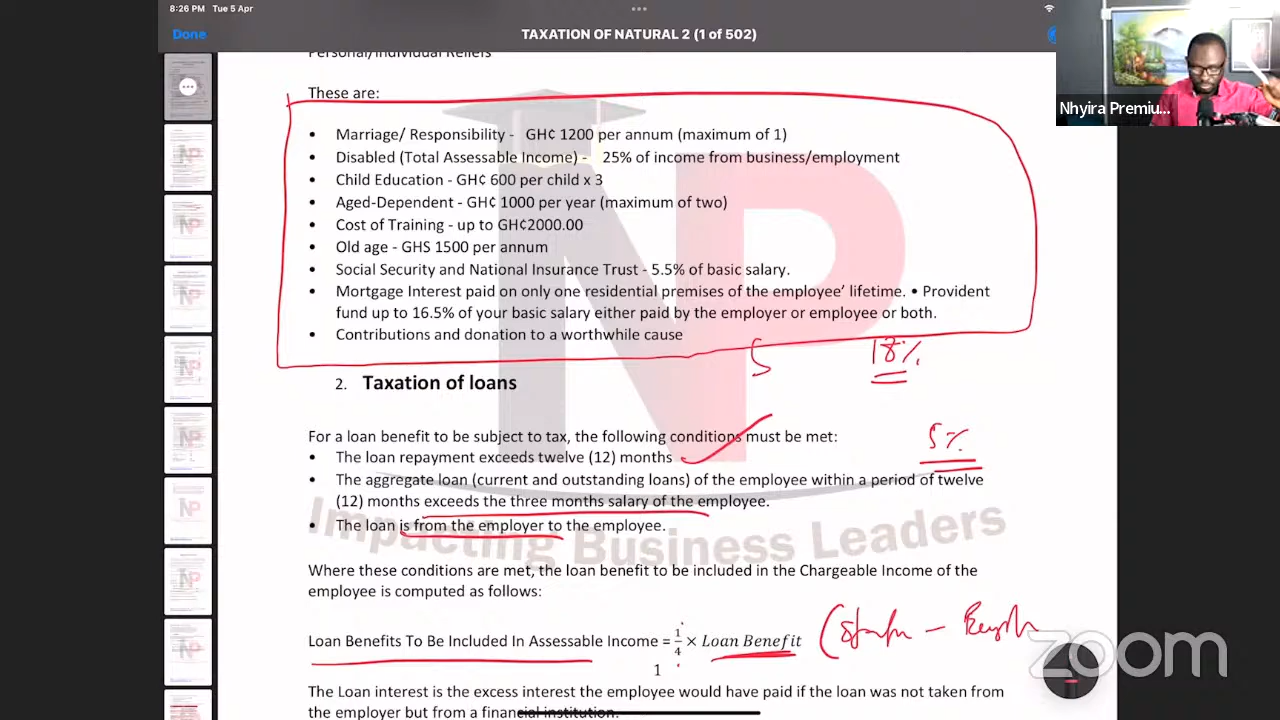 8:26 PM Tue 5 Apr
Done
TAXATION OF NATURAL 2 (1 of 502)
Nhyira Premiu...
These are:
• Marriage/ Responsibility - GH₵ 1200 per annum (maximum of 1)
• Disabled (Total Assessable Income) - of income from business/employment
• Child Education - GH₵ 600 per child x 3
• Aged-Dependent - GH₵ 1000 per year (maximum of two)
• Self-Training - Up to GHS
• Old Age - GHS 1500 per annum
• Social Security and National Insurance - 5.5% of basic salary
• Mortgage Interest paid on only one residential premises of the employee' lifetime. • Provident
fund up to 16.5% of your basic salary either paid by the employer or employee or both.
• Contributions/Donations to a worthwhile cause
5
18%
2. Taxation of loans
For a loan to be subject to tax, the following conditions must be met:
5%
• The loan repayment exceeds twelve (12) months
• The aggregate loan (current and outstanding loans) of the employee within a period of twelve
(12) months exceeds the three months basic of the employee.
• The loan is from the employer to the employee.
Where these conditions are met, the loan benefit to be included in the Chargeable Income of the
employee is computed as follows:
Loan Benefits To Be Included in Assessable Income = 1/4 x Loan Benefit
1
The loan benefit is the excess of what the employee would have paid if the loan was not taken from
the employer but from a financial institution
Imparting Business Leaders
NP
zoom